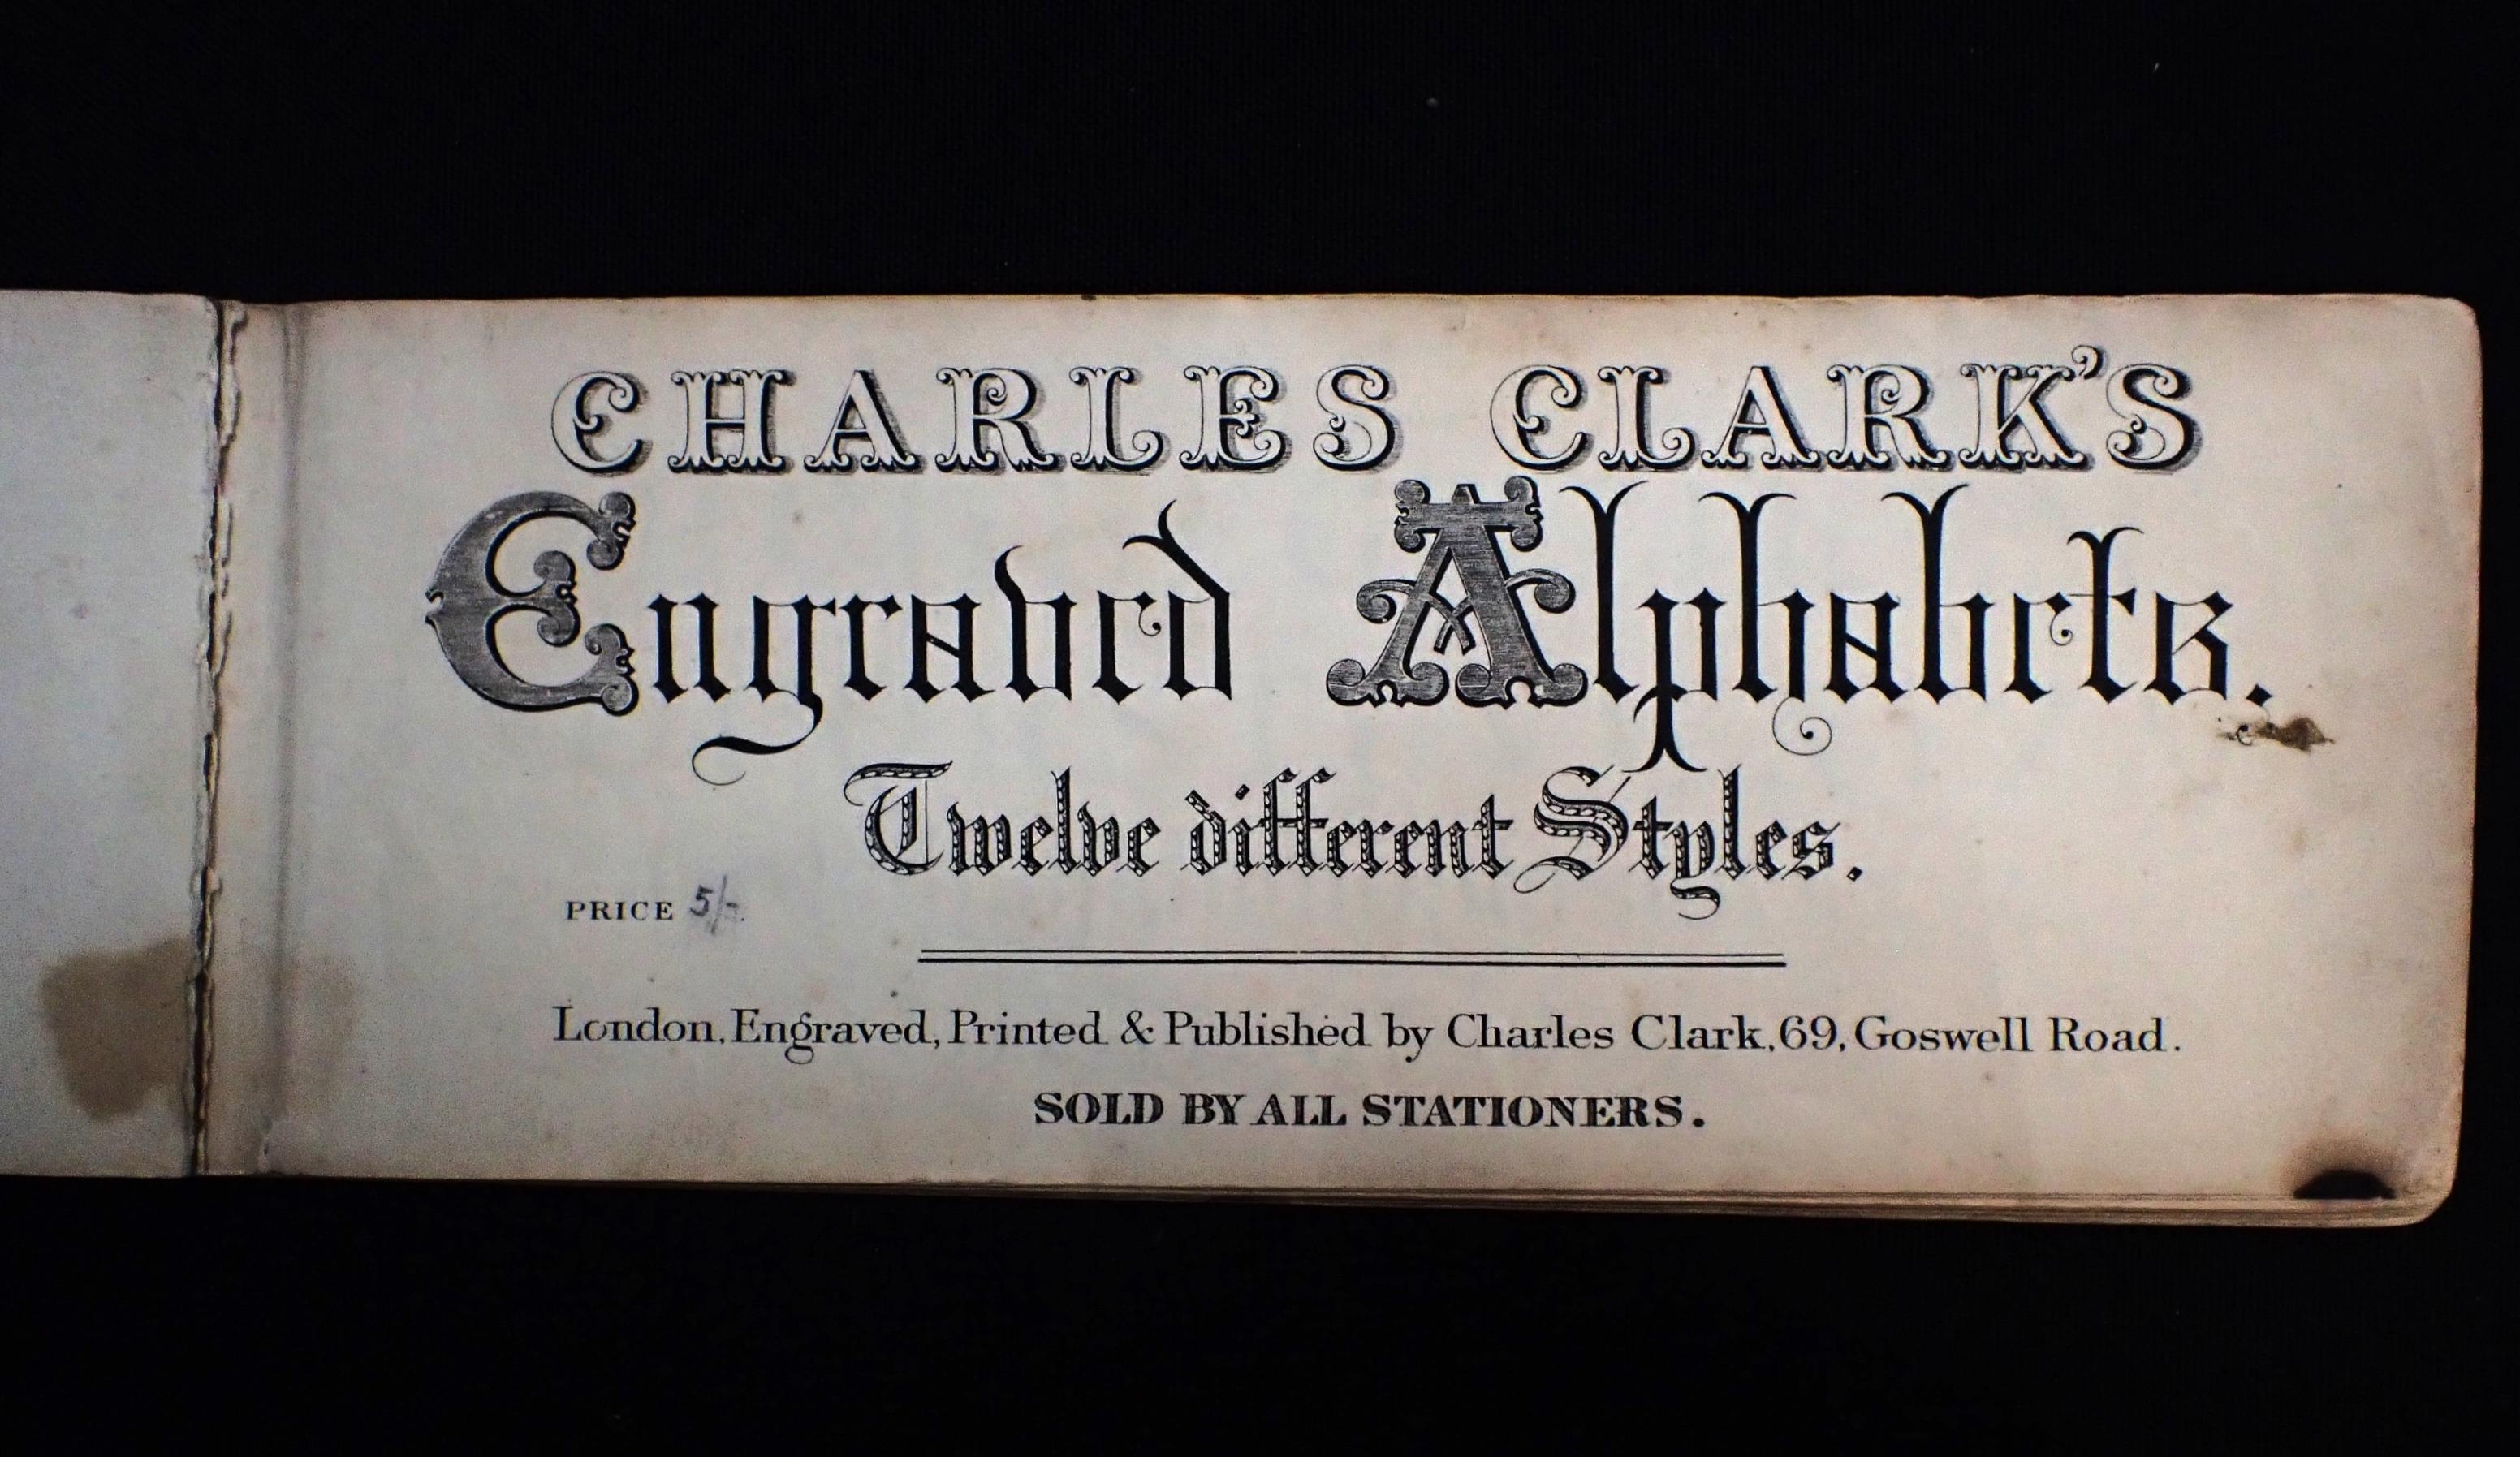 CHARLES CLARK'S
Engraved Alphabets.
Twelve different Styles.
PRICE 5/-.
London, Engraved, Printed & Published by Charles Clark, 69, Goswell Road.
SOLD BY ALL STATIONERS.